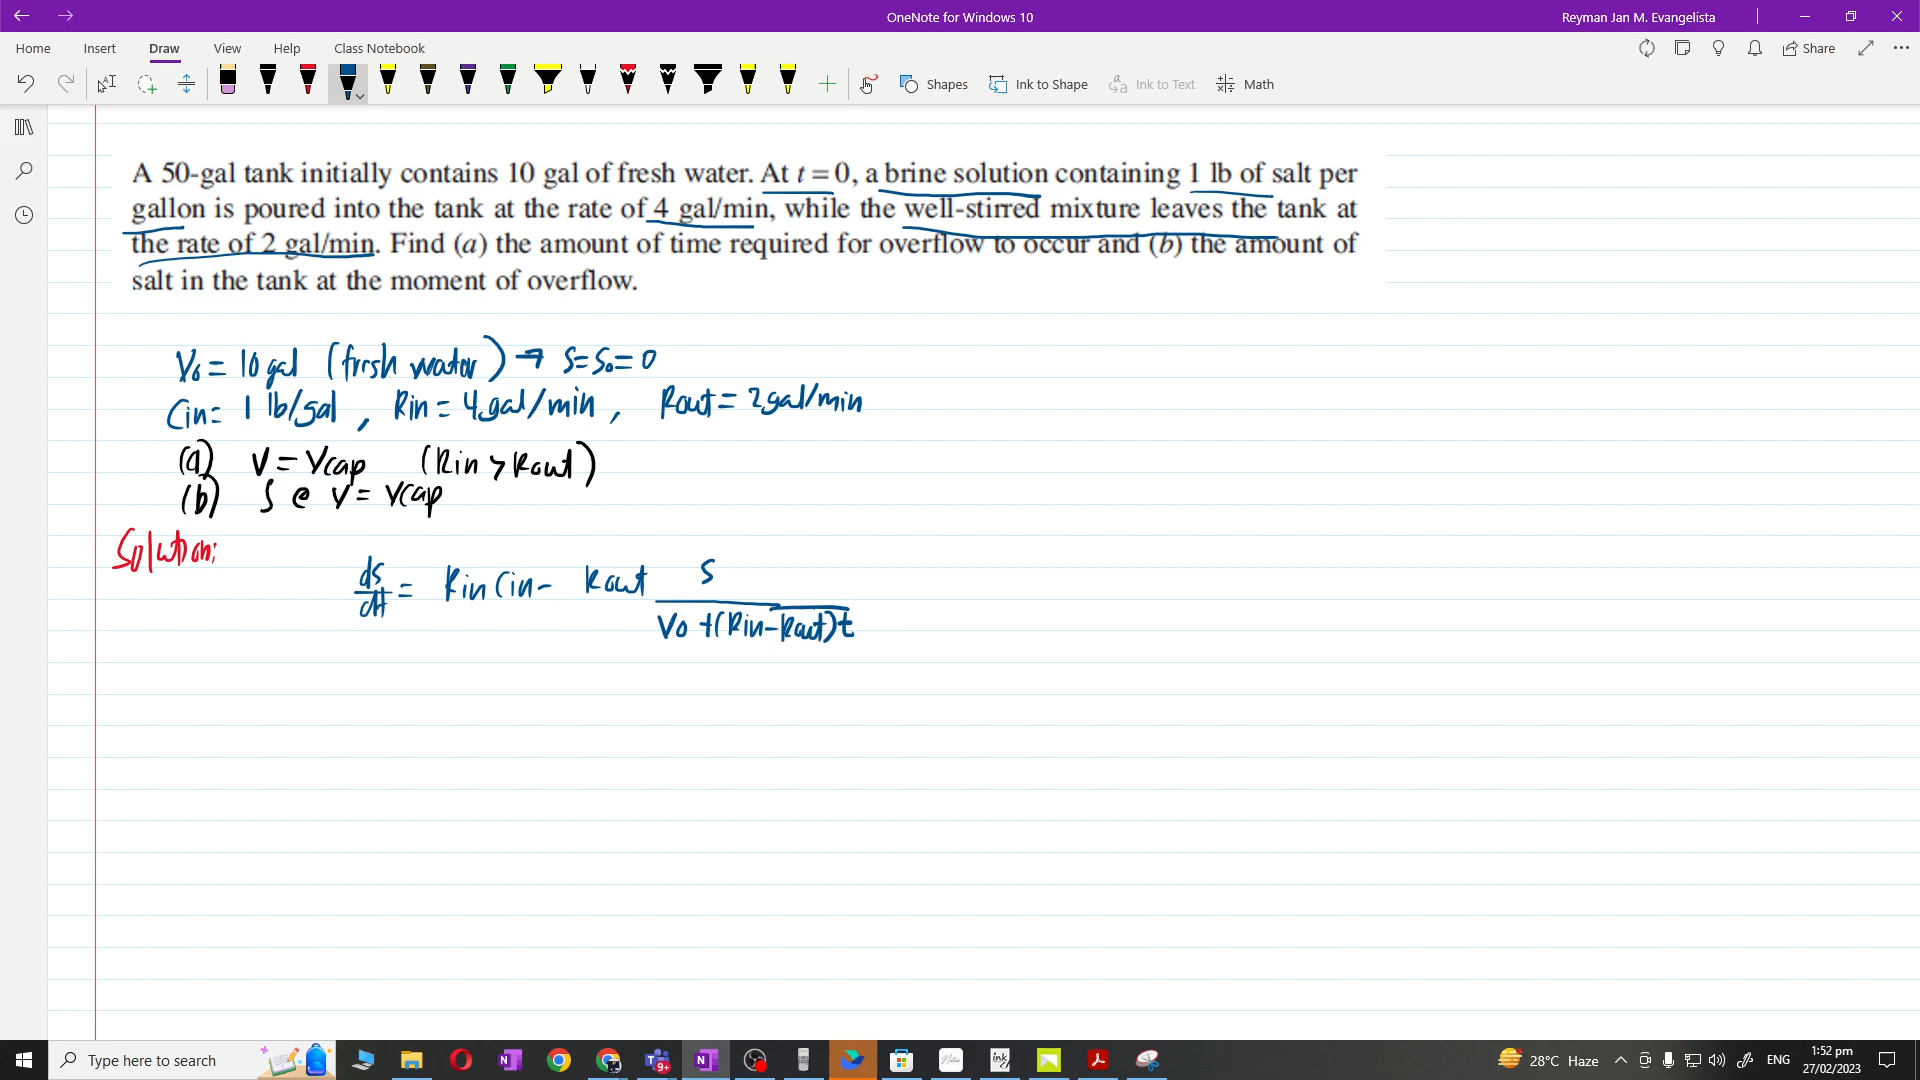 OneNote for Windows 10
Reyman Jan M. Evangelista
Home Insert Draw View Help Class Notebook
Share
Shapes Ink to Shape Ink to Text Math
A 50-gal tank initially contains 10 gal of fresh water. At t = 0, a brine solution containing 1 lb of salt per
gallon is poured into the tank at the rate of 4 gal/min, while the well-stirred mixture leaves the tank at
the rate of 2 gal/min. Find (a) the amount of time required for overflow to occur and (b) the amount of
salt in the tank at the moment of overflow.
V0 = 10 gal (fresh water) → S = S0 = 0
Cin = 1 lb/gal , Rin = 4 gal/min , Rout = 2 gal/min
(a) V = Vcap (Rin > Rout)
(b) S @ V = Vcap
Solution:
ds/dt = Rin Cin - Rout S/(V0 + (Rin - Rout)t)
Type here to search
9+
28°C Haze
ENG
1:52 pm
27/02/2023